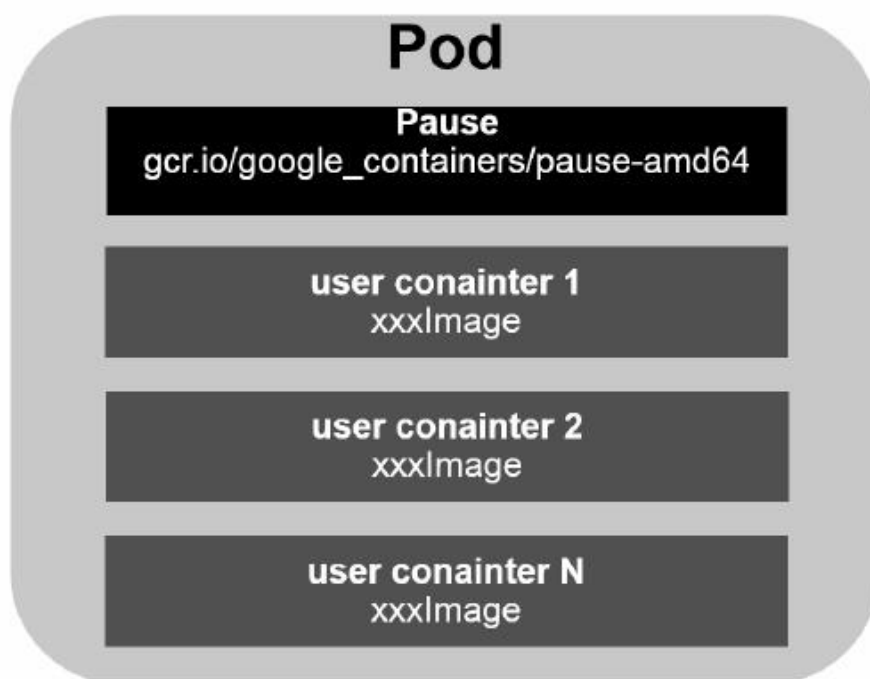 Pod
Pause
gcr.io/google_containers/pause-amd64
user conainter 1
xxxImage
user conainter 2
xxxImage
user conainter N
xxxImage